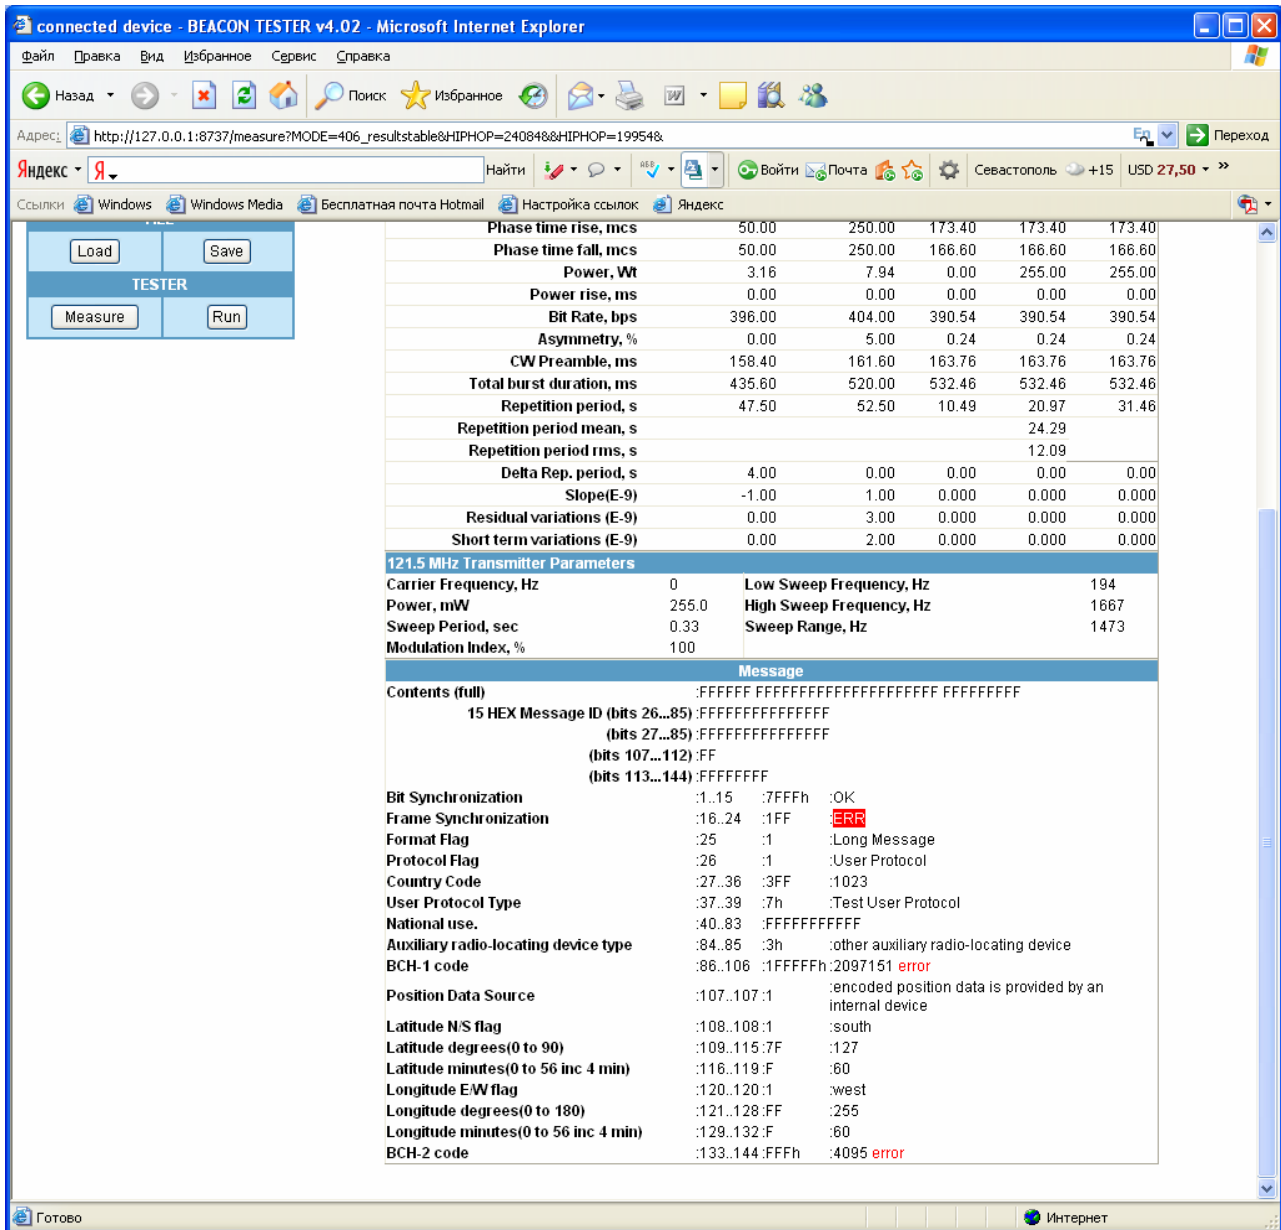 connected device - BEACON TESTER v4.02 - Microsoft Internet Explorer
Файл Правка Вид Избранное Сервис Справка
Назад Поиск Избранное
Адрес: http://127.0.0.1:8737/measure?MODE=406_resultstable&HIPHOP=24084&&HIPHOP=19954& En Переход
Яндекс Я Найти Войти Почта Севастополь +15 USD 27,50 »
Ссылки Windows Windows Media Бесплатная почта Hotmail Настройка ссылок Яндекс
Load Save
TESTER
Measure Run
Phase time rise, mcs 50.00 250.00 173.40 173.40 173.40
Phase time fall, mcs 50.00 250.00 166.60 166.60 166.60
Power, Wt 3.16 7.94 0.00 255.00 255.00
Power rise, ms 0.00 0.00 0.00 0.00 0.00
Bit Rate, bps 396.00 404.00 390.54 390.54 390.54
Asymmetry, % 0.00 5.00 0.24 0.24 0.24
CW Preamble, ms 158.40 161.60 163.76 163.76 163.76
Total burst duration, ms 435.60 520.00 532.46 532.46 532.46
Repetition period, s 47.50 52.50 10.49 20.97 31.46
Repetition period mean, s 24.29
Repetition period rms, s 12.09
Delta Rep. period, s 4.00 0.00 0.00 0.00 0.00
Slope(E-9) -1.00 1.00 0.000 0.000 0.000
Residual variations (E-9) 0.00 3.00 0.000 0.000 0.000
Short term variations (E-9) 0.00 2.00 0.000 0.000 0.000
121.5 MHz Transmitter Parameters
Carrier Frequency, Hz 0 Low Sweep Frequency, Hz 194
Power, mW 255.0 High Sweep Frequency, Hz 1667
Sweep Period, sec 0.33 Sweep Range, Hz 1473
Modulation Index, % 100
Message
Contents (full) :FFFFFF FFFFFFFFFFFFFFFFFFFFF FFFFFFFFF
15 HEX Message ID (bits 26...85) :FFFFFFFFFFFFFFF
(bits 27...85) :FFFFFFFFFFFFFFF
(bits 107...112) :FF
(bits 113...144) :FFFFFFFF
Bit Synchronization :1..15 :7FFFh :OK
Frame Synchronization :16..24 :1FF :ERR
Format Flag :25 :1 :Long Message
Protocol Flag :26 :1 :User Protocol
Country Code :27..36 :3FF :1023
User Protocol Type :37..39 :7h :Test User Protocol
National use. :40..83 :FFFFFFFFFFF
Auxiliary radio-locating device type :84..85 :3h :other auxiliary radio-locating device
BCH-1 code :86..106 :1FFFFFh :2097151 error
Position Data Source :107..107 :1 :encoded position data is provided by an
internal device
Latitude N/S flag :108..108 :1 :south
Latitude degrees(0 to 90) :109..115 :7F :127
Latitude minutes(0 to 56 inc 4 min) :116..119 :F :60
Longitude E/W flag :120..120 :1 :west
Longitude degrees(0 to 180) :121..128 :FF :255
Longitude minutes(0 to 56 inc 4 min) :129..132 :F :60
BCH-2 code :133..144 :FFFh :4095 error
Готово Интернет